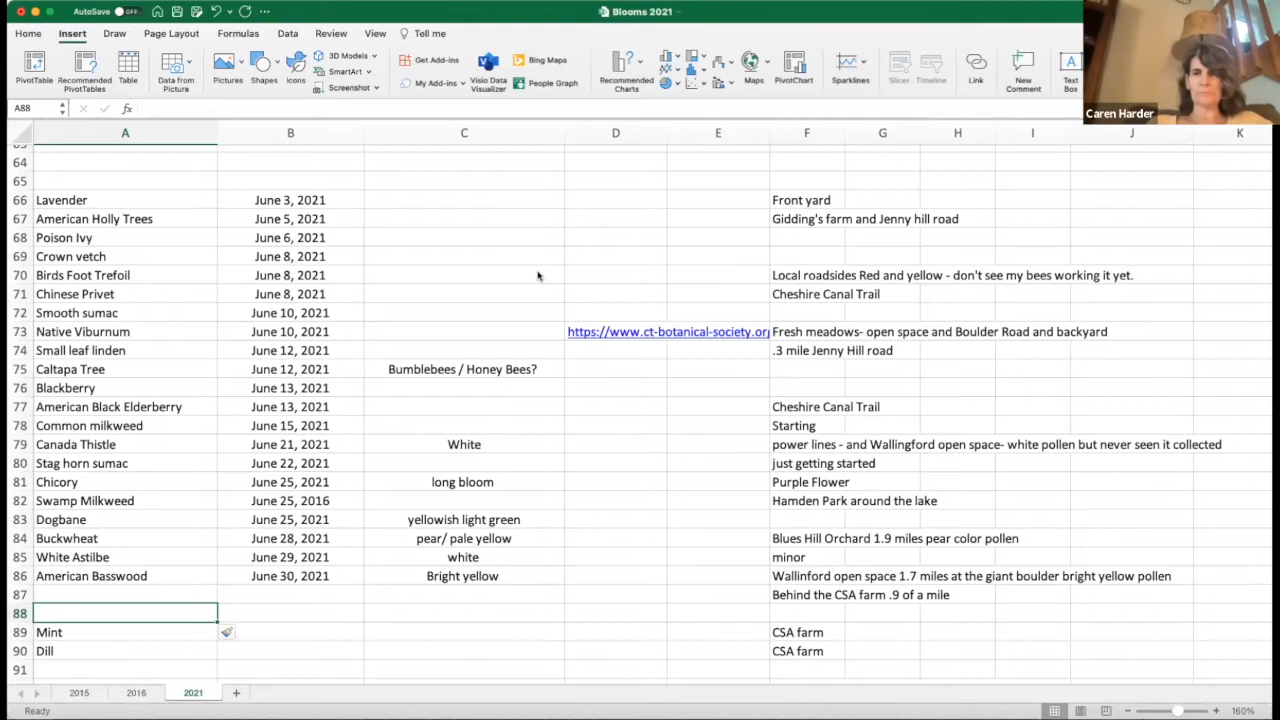 AutoSave OFF
Blooms 2021
Home Insert Draw Page Layout Formulas Data Review View Tell me
PivotTable
Recommended PivotTables
Table
Data from Picture
Pictures
Shapes
Icons
3D Models
SmartArt
Screenshot
Get Add-ins
My Add-ins
Visio Data Visualizer
Bing Maps
People Graph
Recommended Charts
Maps
PivotChart
Sparklines
Slicer
Timeline
Link
New Comment
Text Box
Caren Harder
A88 fx
A B C D E F G H I J K
64
65
66 Lavender June 3, 2021 Front yard
67 American Holly Trees June 5, 2021 Gidding's farm and Jenny hill road
68 Poison Ivy June 6, 2021
69 Crown vetch June 8, 2021
70 Birds Foot Trefoil June 8, 2021 Local roadsides Red and yellow - don't see my bees working it yet.
71 Chinese Privet June 8, 2021 Cheshire Canal Trail
72 Smooth sumac June 10, 2021
73 Native Viburnum June 10, 2021 https://www.ct-botanical-society.org Fresh meadows- open space and Boulder Road and backyard
74 Small leaf linden June 12, 2021 .3 mile Jenny Hill road
75 Caltapa Tree June 12, 2021 Bumblebees / Honey Bees?
76 Blackberry June 13, 2021
77 American Black Elderberry June 13, 2021 Cheshire Canal Trail
78 Common milkweed June 15, 2021 Starting
79 Canada Thistle June 21, 2021 White power lines - and Wallingford open space- white pollen but never seen it collected
80 Stag horn sumac June 22, 2021 just getting started
81 Chicory June 25, 2021 long bloom Purple Flower
82 Swamp Milkweed June 25, 2016 Hamden Park around the lake
83 Dogbane June 25, 2021 yellowish light green
84 Buckwheat June 28, 2021 pear/ pale yellow Blues Hill Orchard 1.9 miles pear color pollen
85 White Astilbe June 29, 2021 white minor
86 American Basswood June 30, 2021 Bright yellow Wallinford open space 1.7 miles at the giant boulder bright yellow pollen
87 Behind the CSA farm .9 of a mile
88
89 Mint CSA farm
90 Dill CSA farm
91
2015 2016 2021 +
Ready 160%